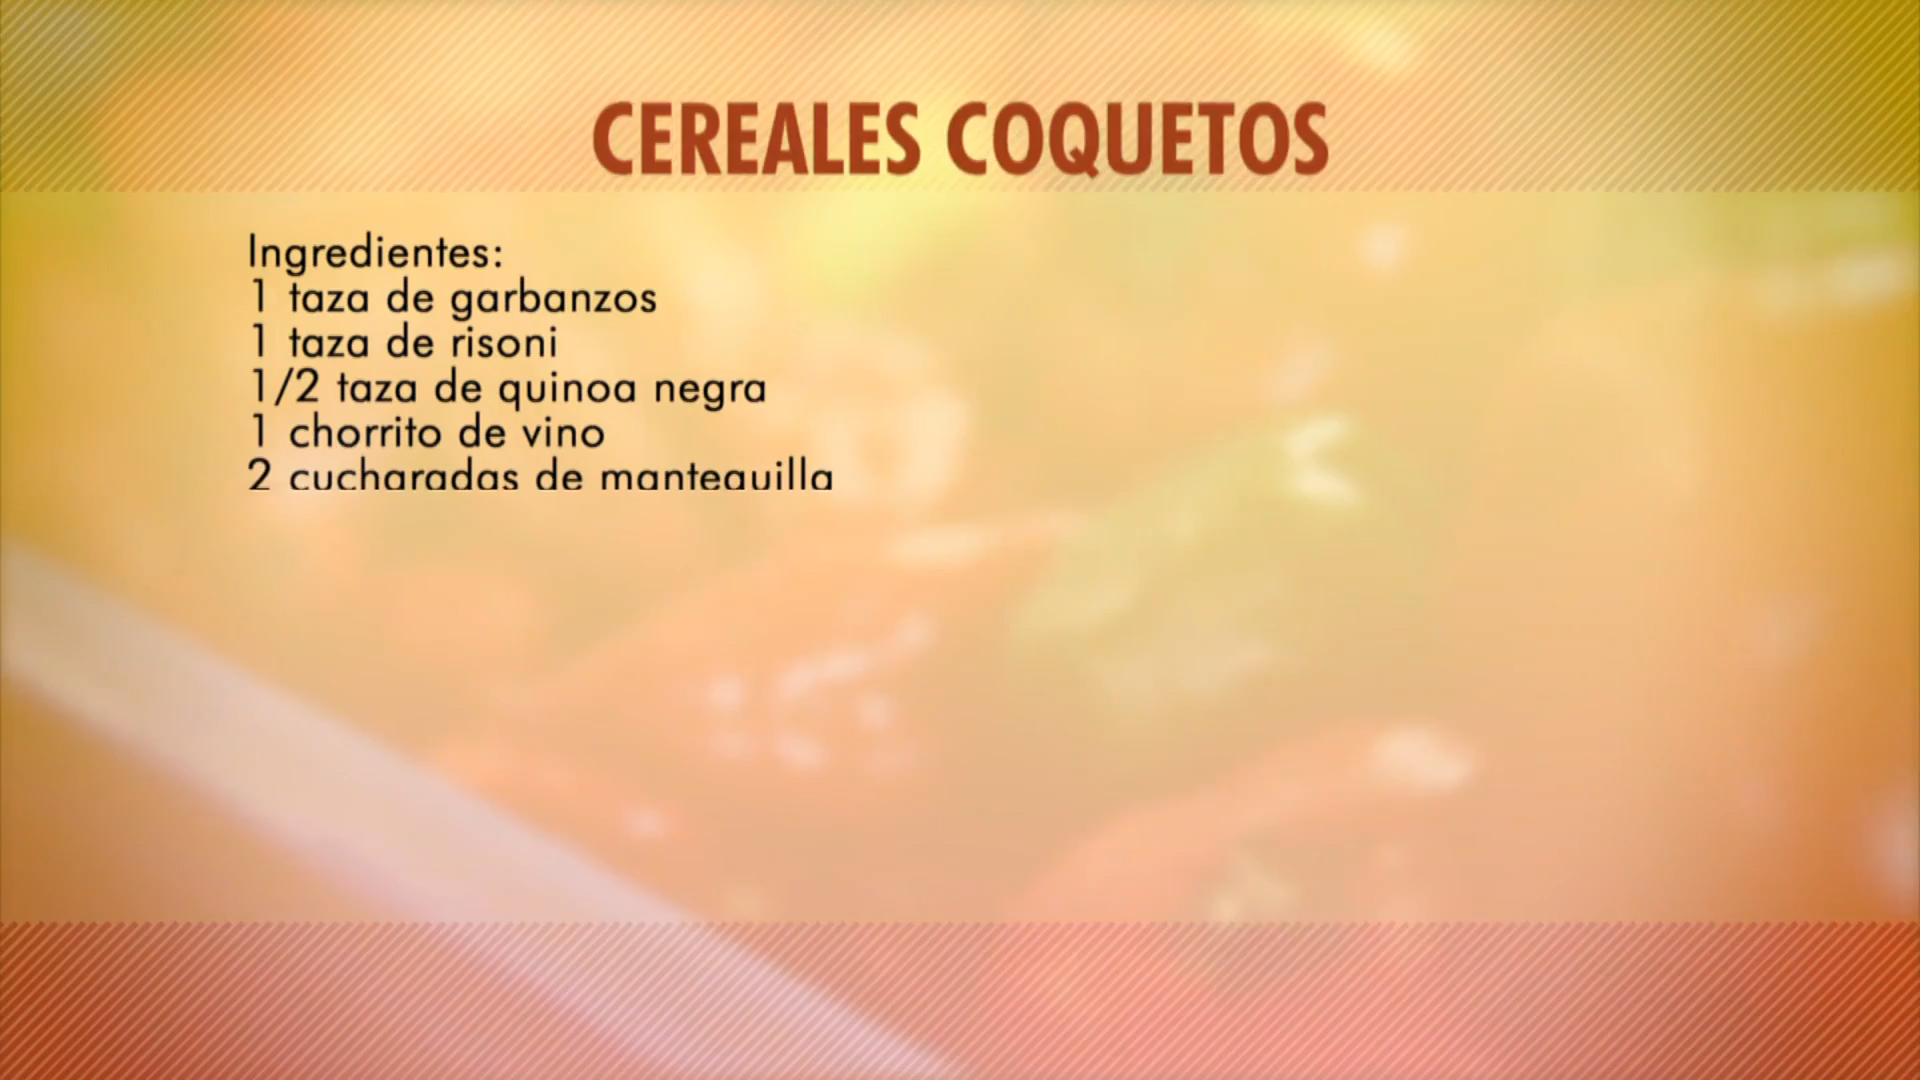 CEREALES COQUETOS
Ingredientes:
1 taza de garbanzos
1 taza de risoni
1/2 taza de quinoa negra
1 chorrito de vino
2 cucharadas de mantequilla